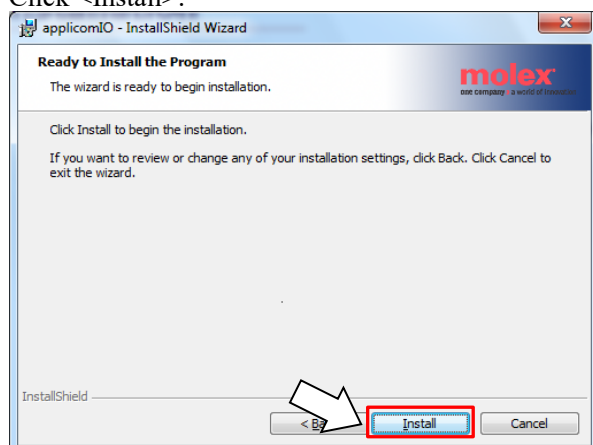 Click <Install>.
applicomIO - InstallShield Wizard
Ready to Install the Program
The wizard is ready to begin installation.
molex
one company a world of innovation
Click Install to begin the installation.
If you want to review or change any of your installation settings, click Back. Click Cancel to
exit the wizard.
InstallShield
< Ba
Install
Cancel